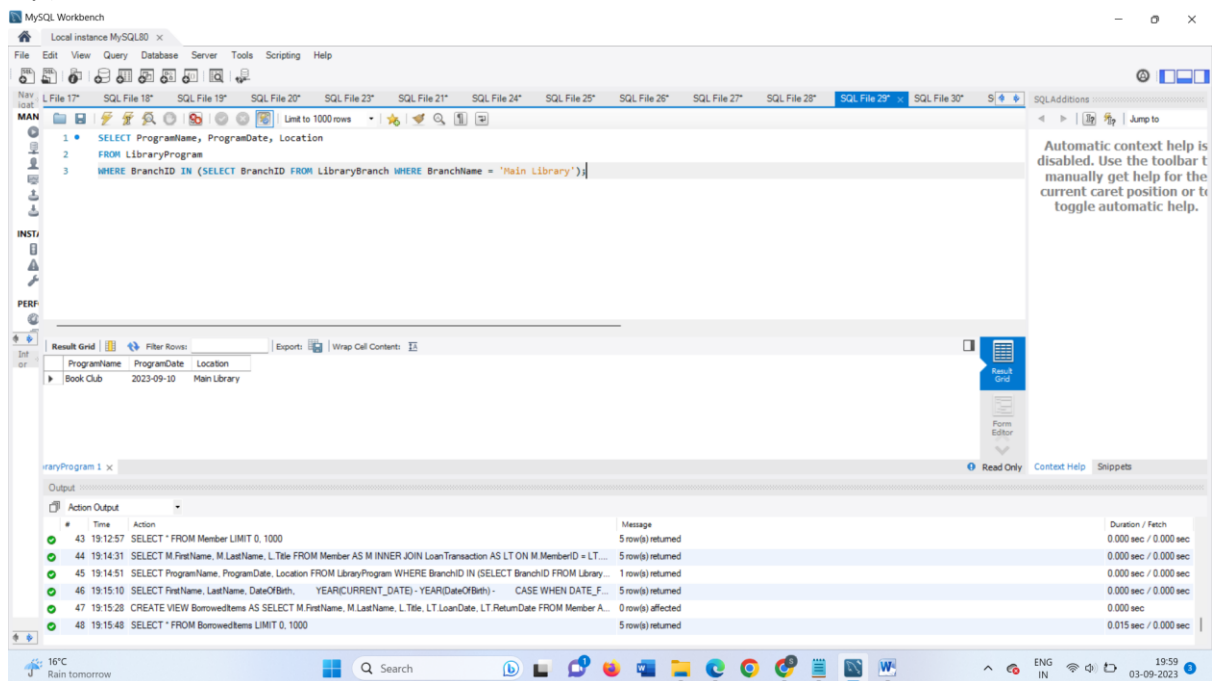 MySQL Workbench
Local instance MySQL80 ×
File Edit View Query Database Server Tools Scripting Help
Nav igat
L File 17* SQL File 18* SQL File 19* SQL File 20* SQL File 23* SQL File 21* SQL File 24* SQL File 25* SQL File 26* SQL File 27* SQL File 28* SQL File 29* × SQL File 30* S
SQLAdditions
MAN
Limit to 1000 rows
Jump to
1 SELECT ProgramName, ProgramDate, Location
2 FROM LibraryProgram
3 WHERE BranchID IN (SELECT BranchID FROM LibraryBranch WHERE BranchName = 'Main Library');
Automatic context help is
disabled. Use the toolbar t
manually get help for the
current caret position or to
toggle automatic help.
INSTA
PERF
Inf or
Result Grid Filter Rows: Export: Wrap Cell Content:
ProgramName ProgramDate Location
Book Club 2023-09-10 Main Library
Result Grid
Form Editor
raryProgram 1 ×
Read Only
Context Help Snippets
Output
Action Output
# Time Action Message Duration / Fetch
43 19:12:57 SELECT * FROM Member LIMIT 0, 1000 5 row(s) returned 0.000 sec / 0.000 sec
44 19:14:31 SELECT M.FirstName, M.LastName, L.Title FROM Member AS M INNER JOIN LoanTransaction AS LT ON M.MemberID = LT.... 5 row(s) returned 0.000 sec / 0.000 sec
45 19:14:51 SELECT ProgramName, ProgramDate, Location FROM LibraryProgram WHERE BranchID IN (SELECT BranchID FROM Library... 1 row(s) returned 0.000 sec / 0.000 sec
46 19:15:10 SELECT FirstName, LastName, DateOfBirth, YEAR(CURRENT_DATE) - YEAR(DateOfBirth) - CASE WHEN DATE_F... 5 row(s) returned 0.000 sec / 0.000 sec
47 19:15:28 CREATE VIEW BorrowedItems AS SELECT M.FirstName, M.LastName, L.Title, LT.LoanDate, LT.ReturnDate FROM Member A... 0 row(s) affected 0.000 sec
48 19:15:48 SELECT * FROM BorrowedItems LIMIT 0, 1000 5 row(s) returned 0.015 sec / 0.000 sec
16°C
Rain tomorrow
Search
ENG
IN
19:59
03-09-2023
3